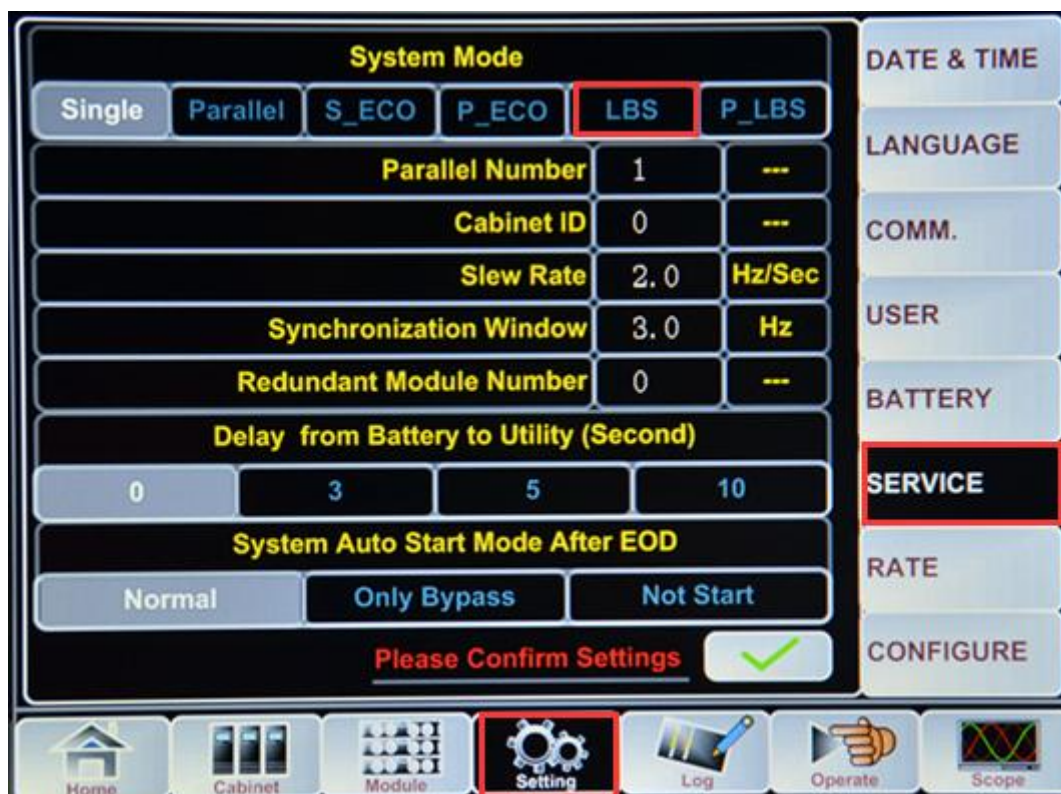 System Mode
Single Parallel S_ECO P_ECO LBS P_LBS
Parallel Number 1 ---
Cabinet ID 0 ---
Slew Rate 2.0 Hz/Sec
Synchronization Window 3.0 Hz
Redundant Module Number 0 ---
Delay from Battery to Utility (Second)
0 3 5 10
System Auto Start Mode After EOD
Normal Only Bypass Not Start
Please Confirm Settings
DATE & TIME
LANGUAGE
COMM.
USER
BATTERY
SERVICE
RATE
CONFIGURE
Home Cabinet Module Setting Log Operate Scope